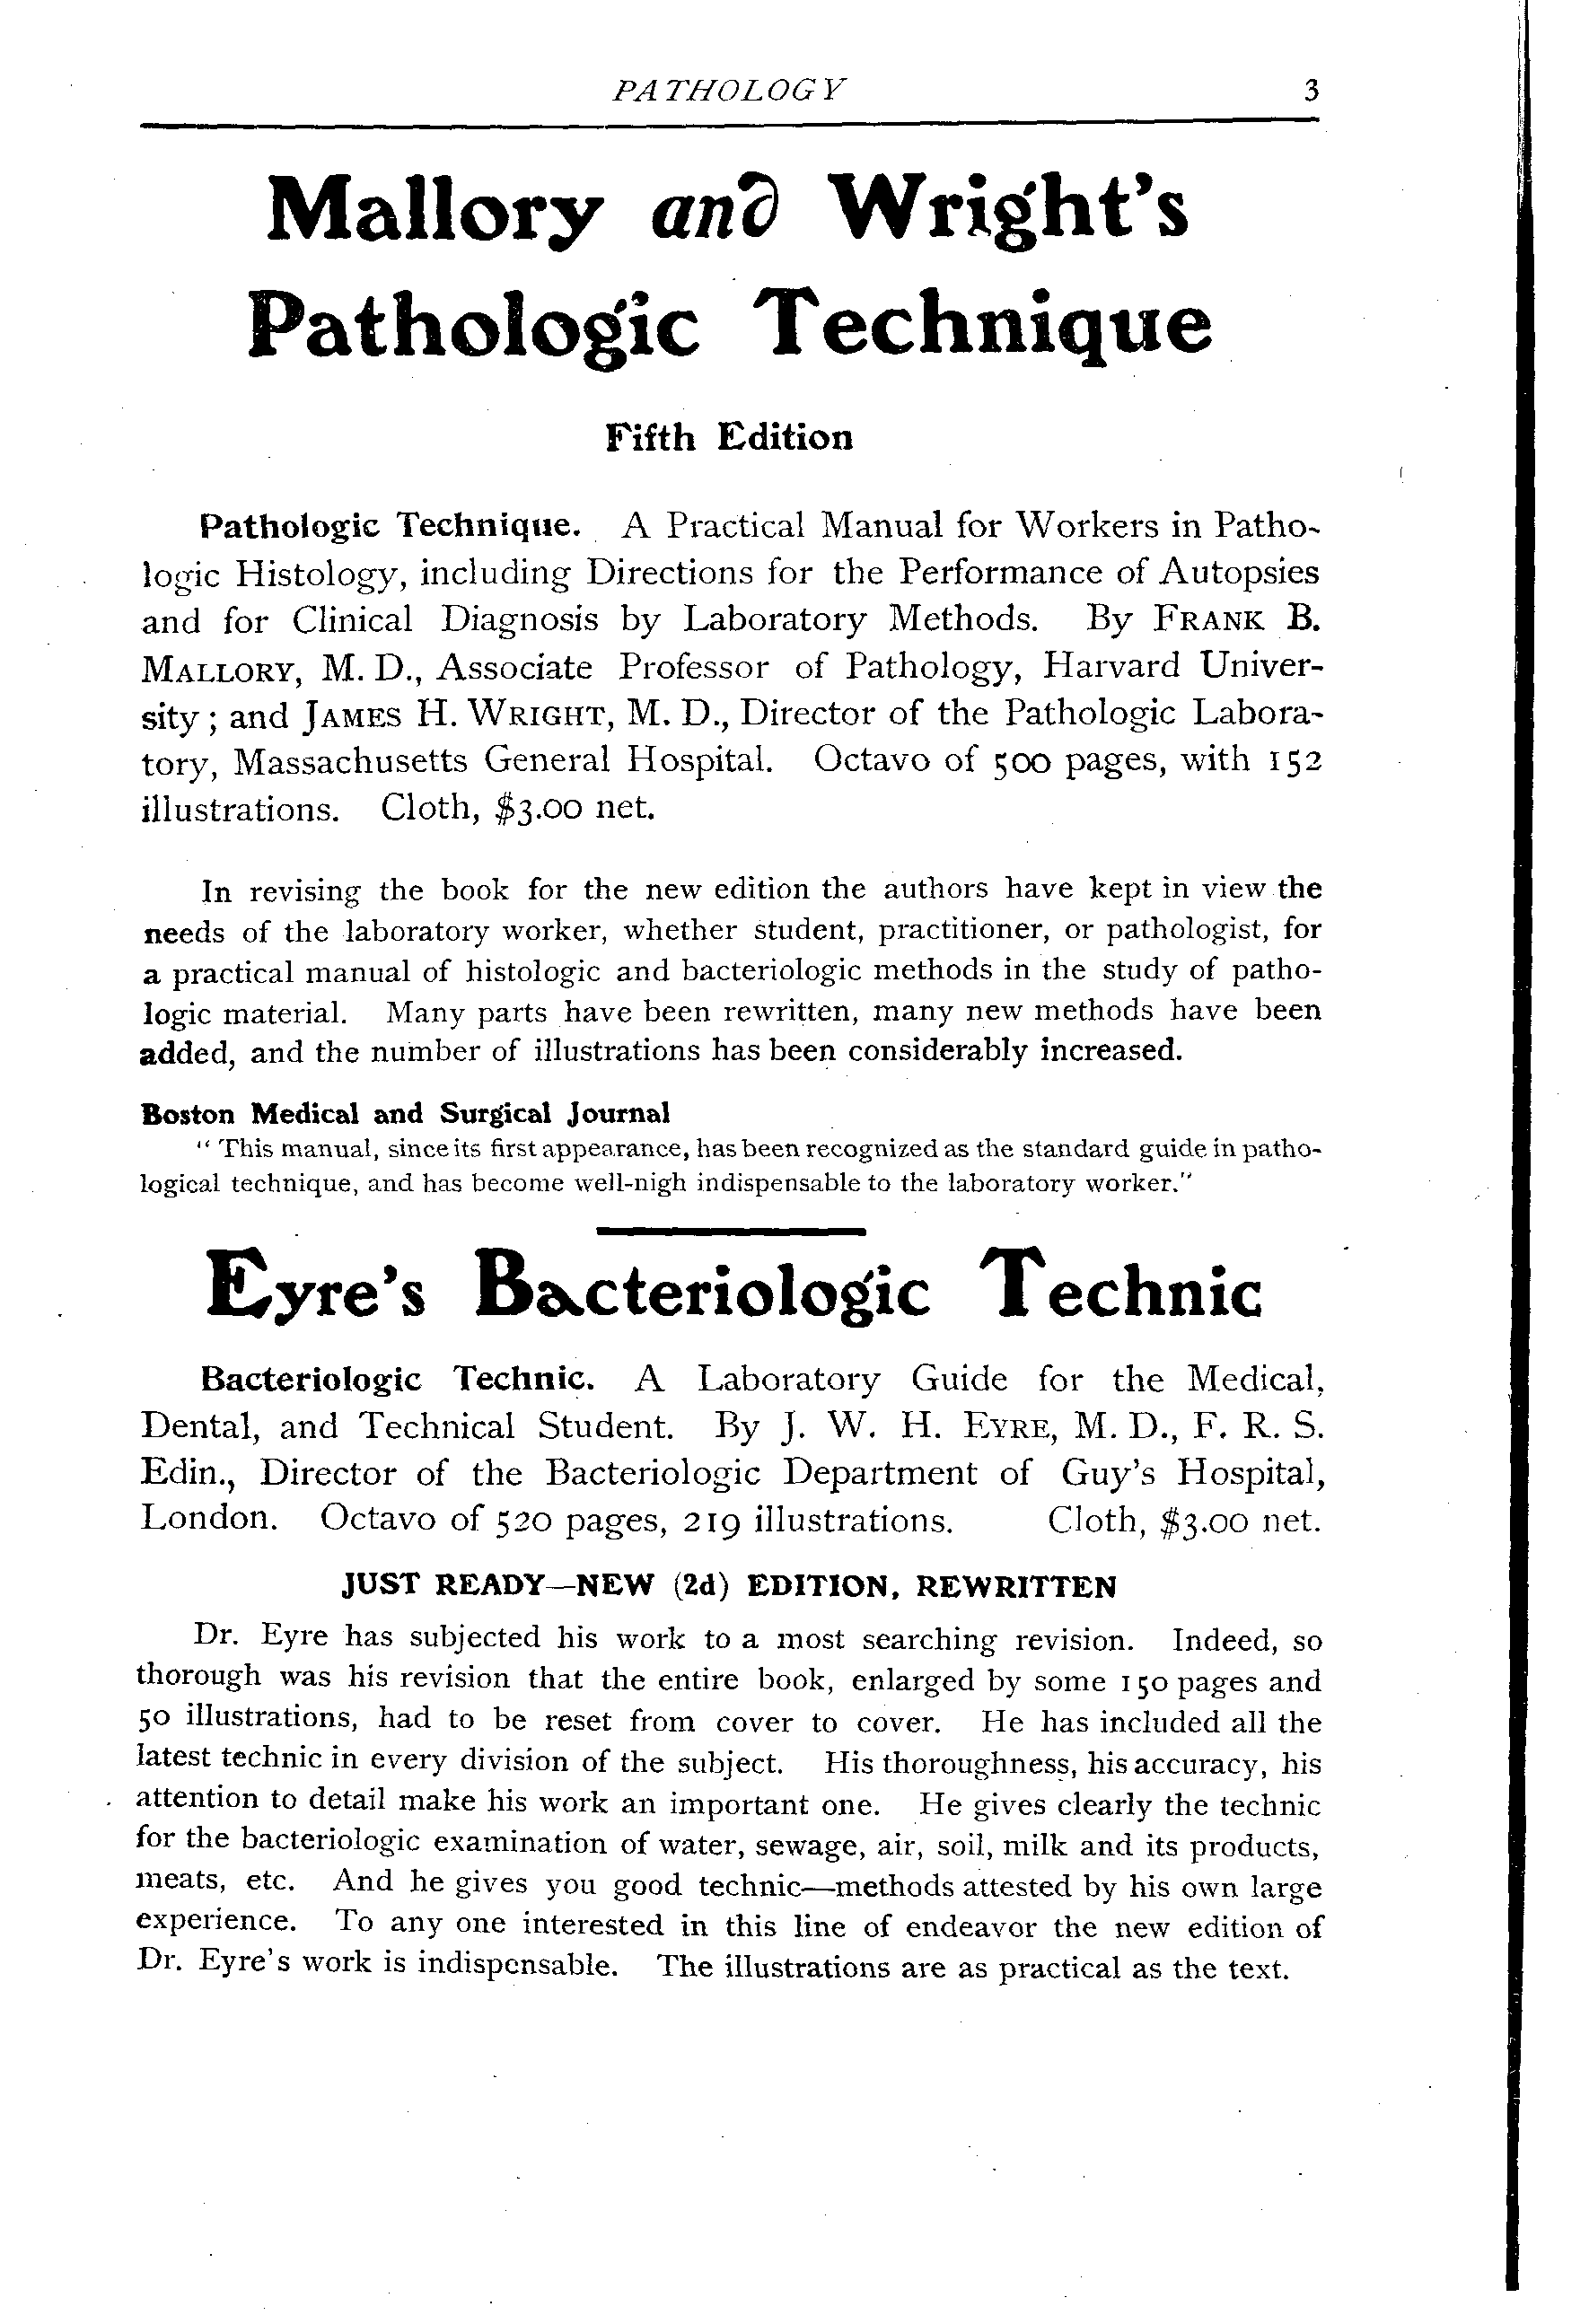 PATHOLOGY 3
Mallory and Wright's
Pathologic Technique
Fifth Edition
Pathologic Technique. A Practical Manual for Workers in Patho-
logic Histology, including Directions for the Performance of Autopsies
and for Clinical Diagnosis by Laboratory Methods. By FRANK B.
MALLORY, M. D., Associate Professor of Pathology, Harvard Univer-
sity ; and JAMES H. WRIGHT, M. D., Director of the Pathologic Labora-
tory, Massachusetts General Hospital. Octavo of 500 pages, with 152
illustrations. Cloth, $3.00 net.
In revising the book for the new edition the authors have kept in view the
needs of the laboratory worker, whether student, practitioner, or pathologist, for
a practical manual of histologic and bacteriologic methods in the study of patho-
logic material. Many parts have been rewritten, many new methods have been
added, and the number of illustrations has been considerably increased.
Boston Medical and Surgical Journal
" This manual, since its first appearance, has been recognized as the standard guide in patho-
logical technique, and has become well-nigh indispensable to the laboratory worker."
Eyre's Bacteriologic Technic
Bacteriologic Technic. A Laboratory Guide for the Medical,
Dental, and Technical Student. By J. W. H. EYRE, M. D., F. R. S.
Edin., Director of the Bacteriologic Department of Guy's Hospital,
London. Octavo of 520 pages, 219 illustrations. Cloth, $3.00 net.
JUST READY—NEW (2d) EDITION, REWRITTEN
Dr. Eyre has subjected his work to a most searching revision. Indeed, so
thorough was his revision that the entire book, enlarged by some 150 pages and
50 illustrations, had to be reset from cover to cover. He has included all the
latest technic in every division of the subject. His thoroughness, his accuracy, his
attention to detail make his work an important one. He gives clearly the technic
for the bacteriologic examination of water, sewage, air, soil, milk and its products,
meats, etc. And he gives you good technic—methods attested by his own large
experience. To any one interested in this line of endeavor the new edition of
Dr. Eyre's work is indispensable. The illustrations are as practical as the text.